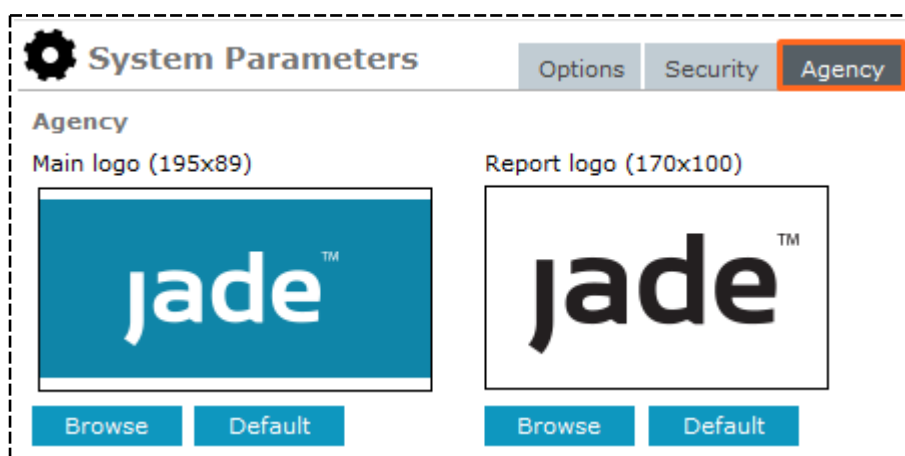 System Parameters
Options Security Agency
Agency
Main logo (195x89) Report logo (170x100)
jade™ jade™
Browse Default Browse Default